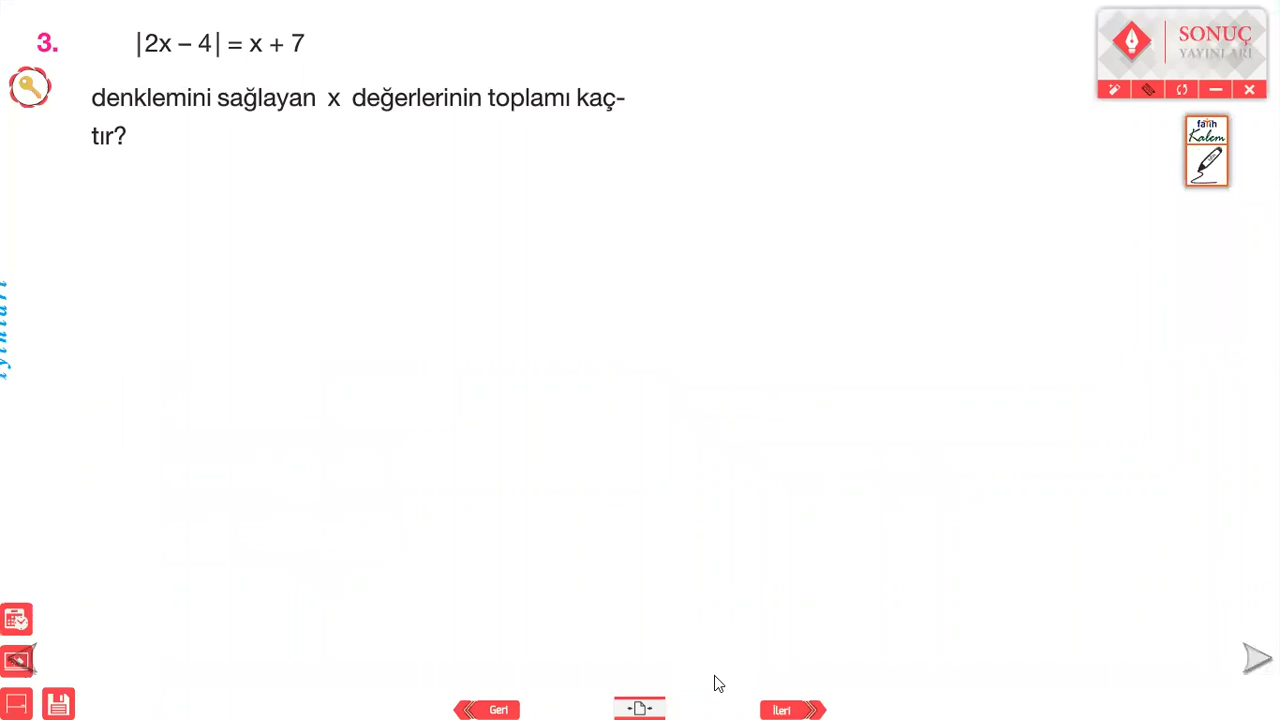 3. |2x – 4| = x + 7
denklemini sağlayan x değerlerinin toplamı kaç-
tır?
SONUÇ
YAYINLARI
fatih
Kalem
Geri
İleri